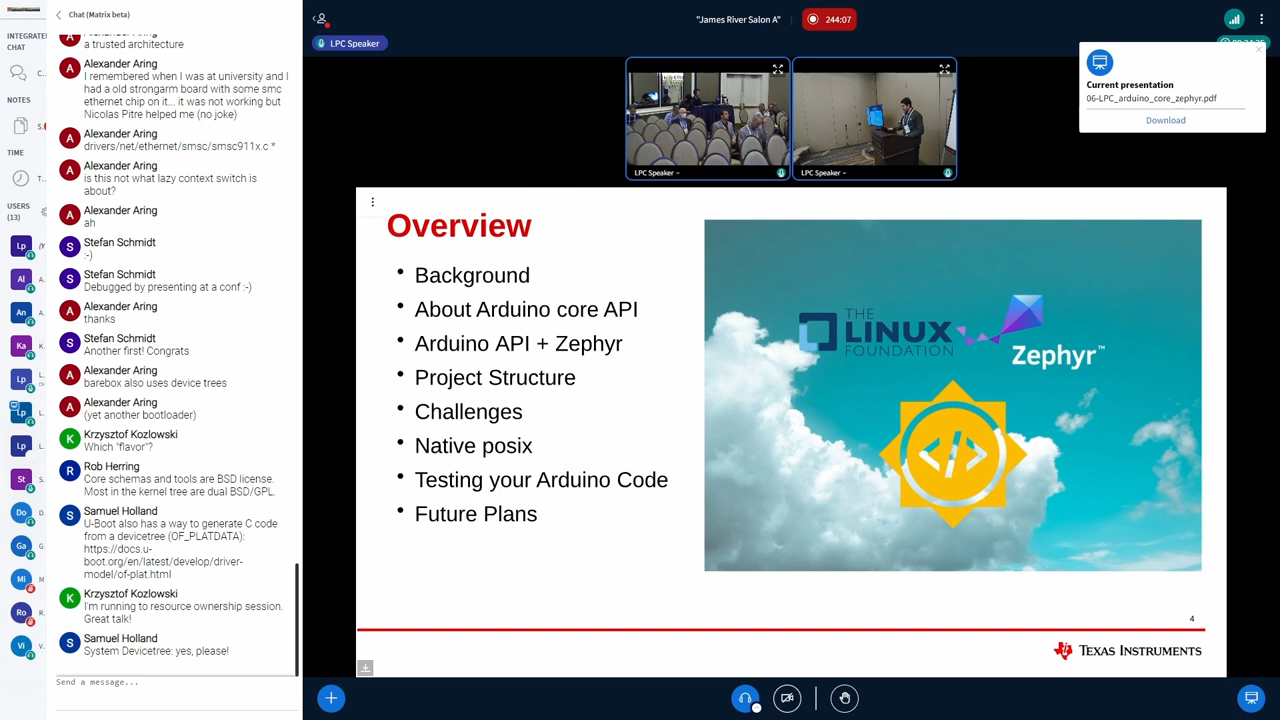 Chat (Matrix beta)
INTEGRATE
CHAT
C..
NOTES
S.
TIME
T...
USERS
(13)
a trusted architecture
Alexander Aring
I remembered when I was at university and I
had a old strongarm board with some smc
ethernet chip on it... it was not working but
Nicolas Pitre helped me (no joke)
Alexander Aring
drivers/net/ethernet/smsc/smsc911x.c *
Alexander Aring
is this not what lazy context switch is
about?
Alexander Aring
ah
Stefan Schmidt
:-)
Stefan Schmidt
Debugged by presenting at a conf :-)
Alexander Aring
thanks
Stefan Schmidt
Another first! Congrats
Alexander Aring
barebox also uses device trees
Alexander Aring
(yet another bootloader)
Krzysztof Kozlowski
Which "flavor"?
Rob Herring
Core schemas and tools are BSD license.
Most in the kernel tree are dual BSD/GPL.
Samuel Holland
U-Boot also has a way to generate C code
from a devicetree (OF_PLATDATA):
https://docs.u-
boot.org/en/latest/develop/driver-
model/of-plat.html
Krzysztof Kozlowski
I'm running to resource ownership session.
Great talk!
Samuel Holland
System Devicetree: yes, please!
Send a message...
"James River Salon A"
244:07
LPC Speaker
LPC Speaker
LPC Speaker
Current presentation
06-LPC_arduino_core_zephyr.pdf
Download
Overview
• Background
• About Arduino core API
• Arduino API + Zephyr
• Project Structure
• Challenges
• Native posix
• Testing your Arduino Code
• Future Plans
THE
LINUX
FOUNDATION
Zephyr™
</>
4
TEXAS INSTRUMENTS